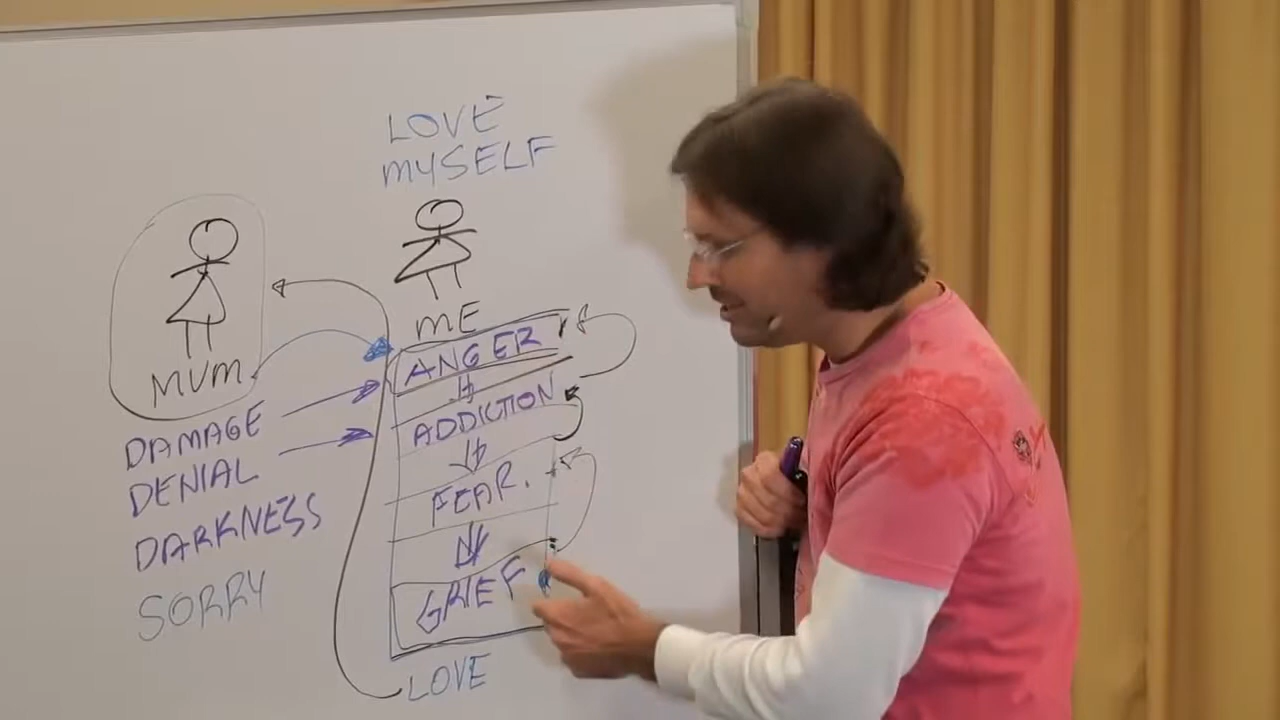 LOVE
MYSELF
ME
MUM
ANGER
ADDICTION
FEAR.
GRIEF
LOVE
DAMAGE
DENIAL
DARKNESS
SORRY